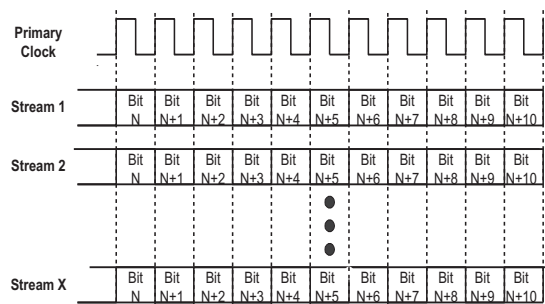 Primary
Clock
Stream 1
Bit Bit Bit Bit Bit Bit Bit Bit Bit Bit Bit
N N+1 N+2 N+3 N+4 N+5 N+6 N+7 N+8 N+9 N+10
Stream 2
Bit Bit Bit Bit Bit Bit Bit Bit Bit Bit Bit
N N+1 N+2 N+3 N+4 N+5 N+6 N+7 N+8 N+9 N+10
Stream X
Bit Bit Bit Bit Bit Bit Bit Bit Bit Bit Bit
N N+1 N+2 N+3 N+4 N+5 N+6 N+7 N+8 N+9 N+10